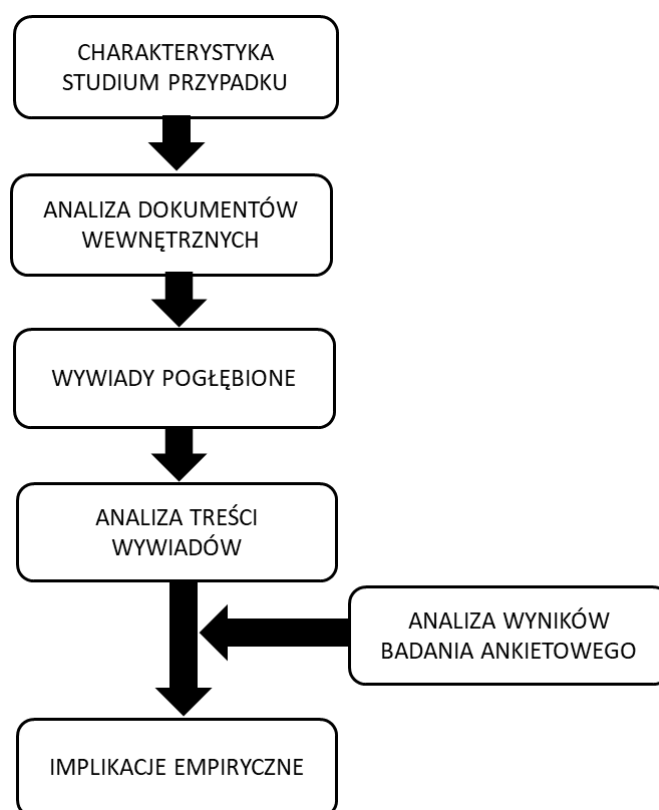 CHARAKTERYSTYKA
STUDIUM PRZYPADKU
ANALIZA DOKUMENTÓW
WEWNĘTRZNYCH
WYWIADY POGŁĘBIONE
ANALIZA TREŚCI
WYWIADÓW
ANALIZA WYNIKÓW
BADANIA ANKIETOWEGO
IMPLIKACJE EMPIRYCZNE